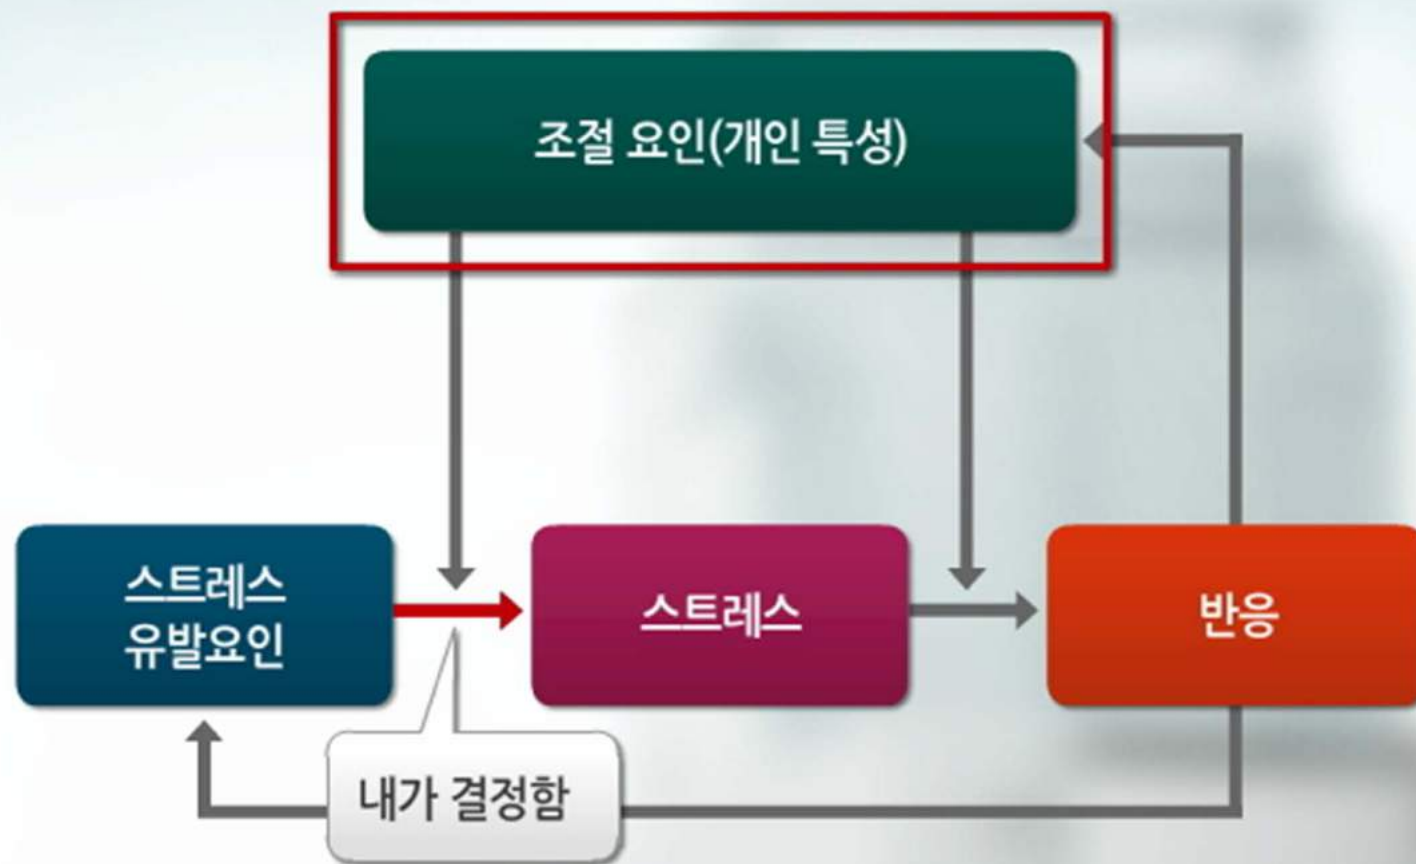 조절 요인(개인 특성)
스트레스
유발요인
스트레스
반응
내가 결정함